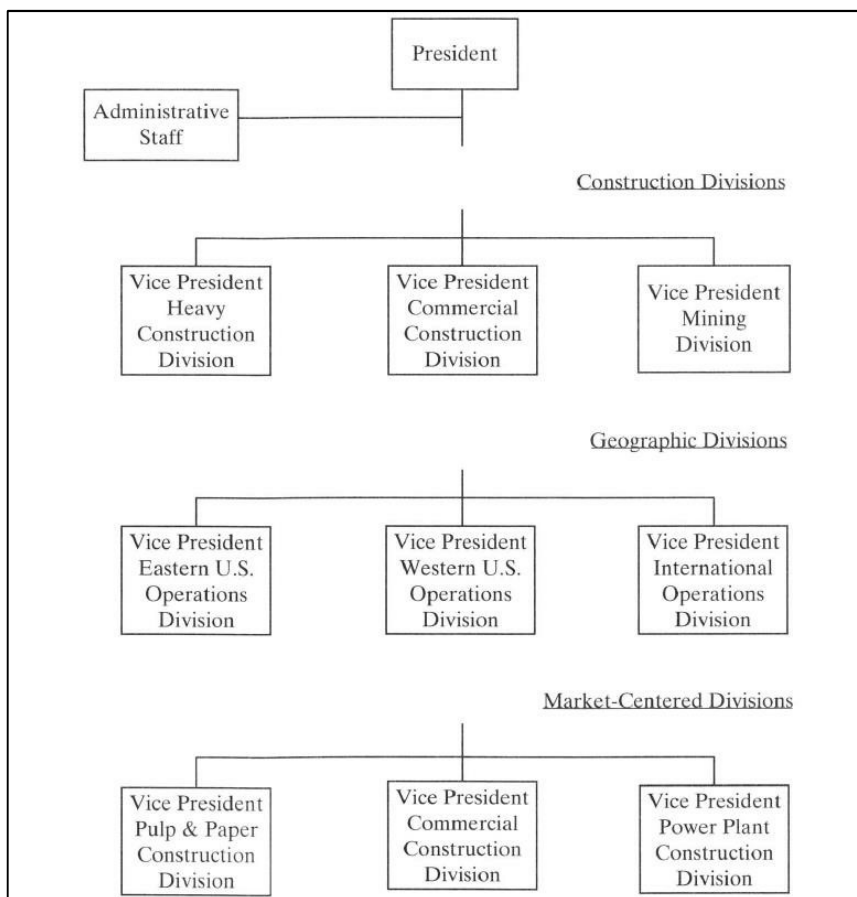 President
Administrative
Staff
Construction Divisions
Vice President
Heavy
Construction
Division
Vice President
Commercial
Construction
Division
Vice President
Mining
Division
Geographic Divisions
Vice President
Eastern U.S.
Operations
Division
Vice President
Western U.S.
Operations
Division
Vice President
International
Operations
Division
Market-Centered Divisions
Vice President
Pulp & Paper
Construction
Division
Vice President
Commercial
Construction
Division
Vice President
Power Plant
Construction
Division